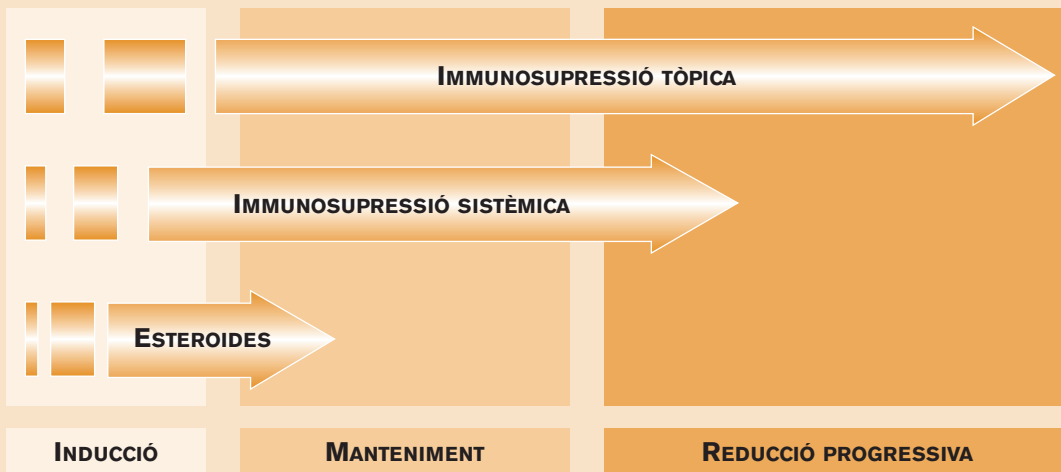 IMMUNOSUPRESSIÓ TÒPICA
IMMUNOSUPRESSIÓ SISTÈMICA
ESTEROIDES
INDUCCIÓ
MANTENIMENT
REDUCCIÓ PROGRESSIVA